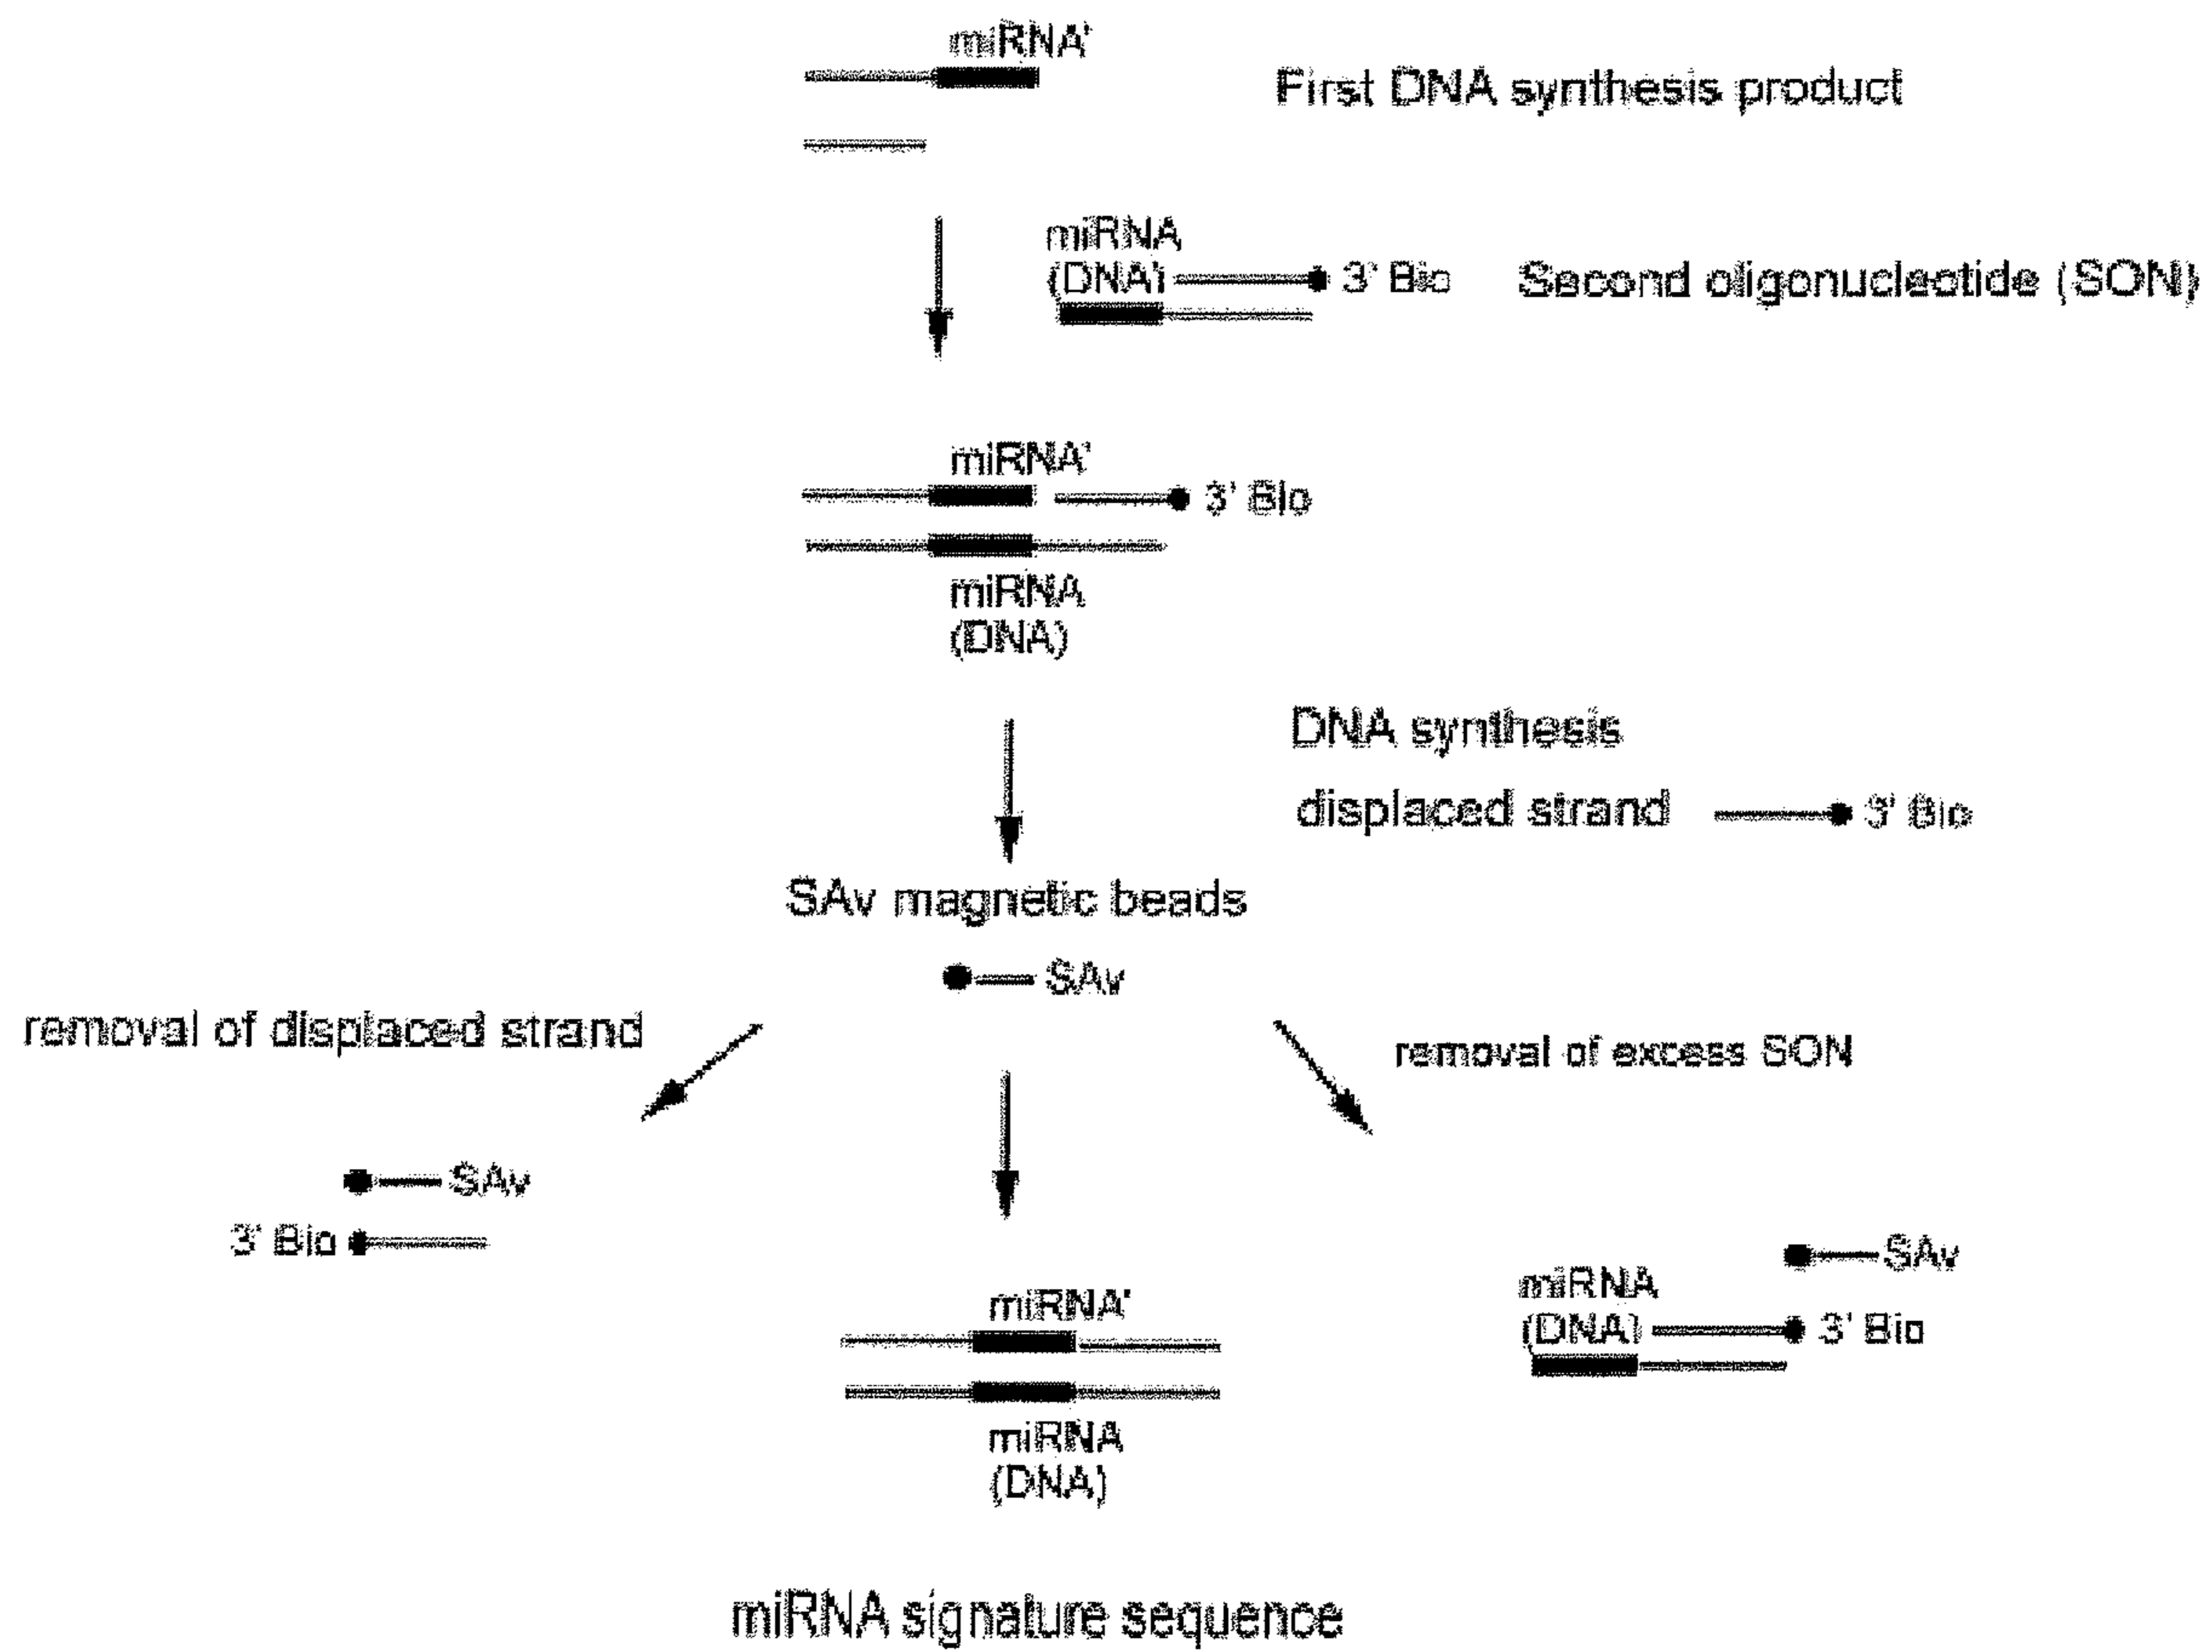 miRNA'
First DNA synthesis product
miRNA
(DNA) 3' Bio Second oligonucleotide (SON)
miRNA'
3' Bio
miRNA
(DNA)
DNA synthesis
displaced strand 3' Bio
SAv magnetic beads
SAv
removal of displaced strand
removal of excess SON
SAv
3' Bio
SAv
miRNA
(DNA) 3' Bio
miRNA'
miRNA
(DNA)
miRNA signature sequence